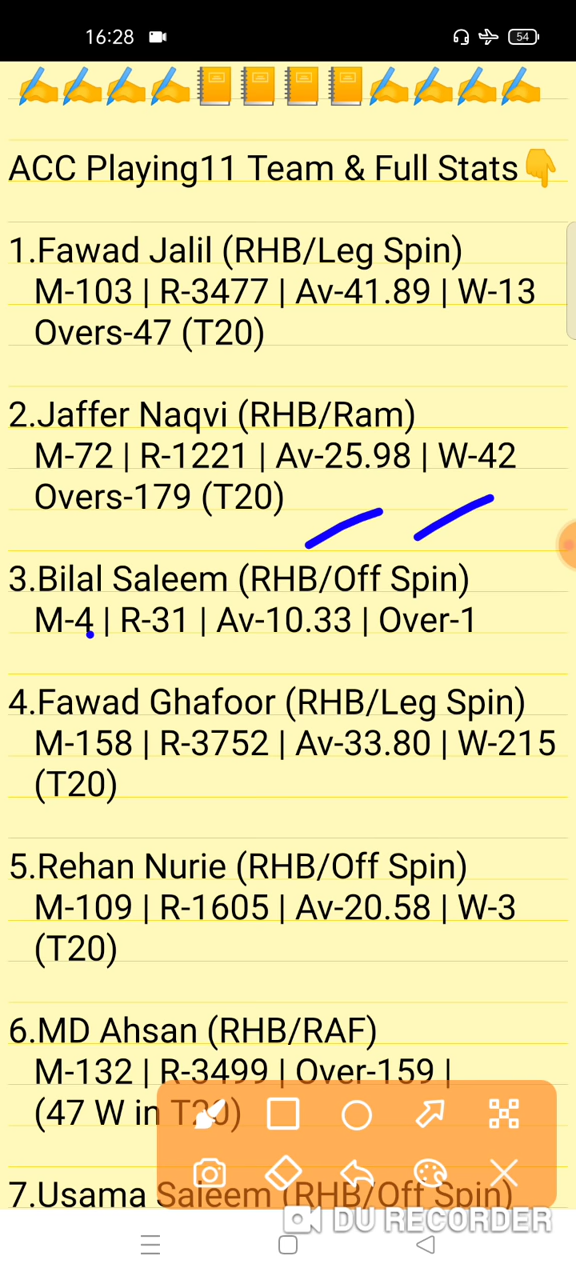 16:28
54
ACC Playing11 Team & Full Stats
1.Fawad Jalil (RHB/Leg Spin)
M-103 | R-3477 | Av-41.89 | W-13
Overs-47 (T20)
2.Jaffer Naqvi (RHB/Ram)
M-72 | R-1221 | Av-25.98 | W-42
Overs-179 (T20)
3.Bilal Saleem (RHB/Off Spin)
M-4 | R-31 | Av-10.33 | Over-1
4.Fawad Ghafoor (RHB/Leg Spin)
M-158 | R-3752 | Av-33.80 | W-215
(T20)
5.Rehan Nurie (RHB/Off Spin)
M-109 | R-1605 | Av-20.58 | W-3
(T20)
6.MD Ahsan (RHB/RAF)
M-132 | R-3499 | Over-159 |
(47 W in T20)
7.Usama Saleem (RHB/Off Spin)
DU RECORDER